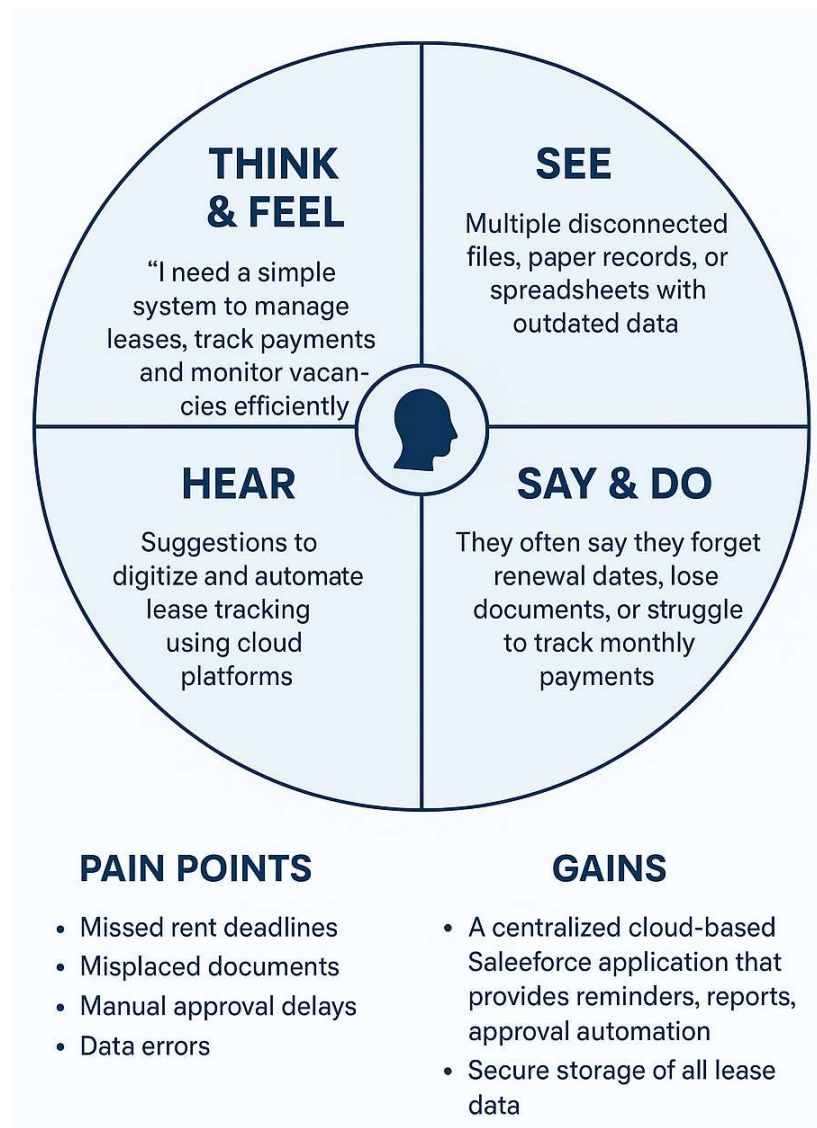 THINK
& FEEL
“I need a simple
system to manage
leases, track payments
and monitor vacan-
cies efficiently
SEE
Multiple disconnected
files, paper records, or
spreadsheets with
outdated data
HEAR
Suggestions to
digitize and automate
lease tracking
using cloud
platforms
SAY & DO
They often say they forget
renewal dates, lose
documents, or struggle
to track monthly
payments
PAIN POINTS
• Missed rent deadlines
• Misplaced documents
• Manual approval delays
• Data errors
GAINS
• A centralized cloud-based
Saleeforce application that
provides reminders, reports,
approval automation
• Secure storage of all lease
data